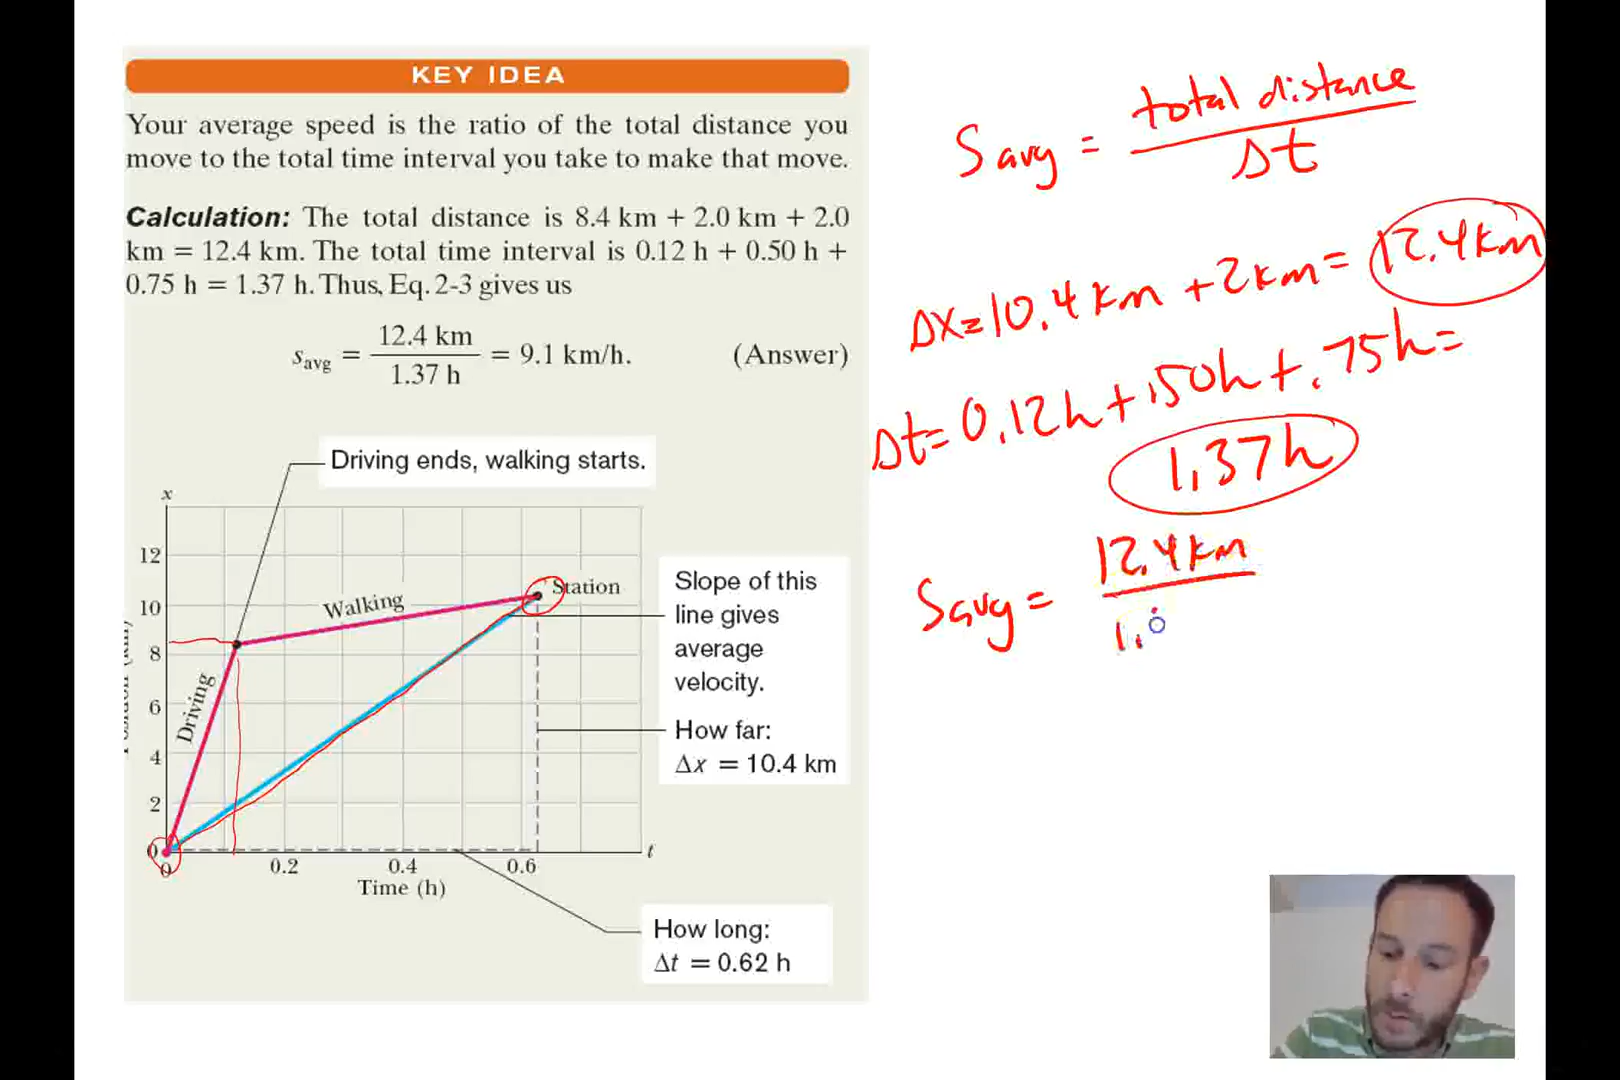 KEY IDEA
Your average speed is the ratio of the total distance you
move to the total time interval you take to make that move.
Calculation: The total distance is 8.4 km + 2.0 km + 2.0
km = 12.4 km. The total time interval is 0.12 h + 0.50 h +
0.75 h = 1.37 h. Thus, Eq. 2-3 gives us
s_avg = 12.4 km / 1.37 h = 9.1 km/h. (Answer)
Driving ends, walking starts.
x
12
10
8
6
4
2
0
0
0.2
0.4
0.6
t
Time (h)
Driving
Walking
Station
Slope of this
line gives
average
velocity.
How far:
Δx = 10.4 km
How long:
Δt = 0.62 h
Savg = total distance / Δt
Δx = 10.4 km + 2 km = 12.4 km
Δt = 0.12h + .50h + .75h =
1.37h
Savg = 12.4 km / 1.